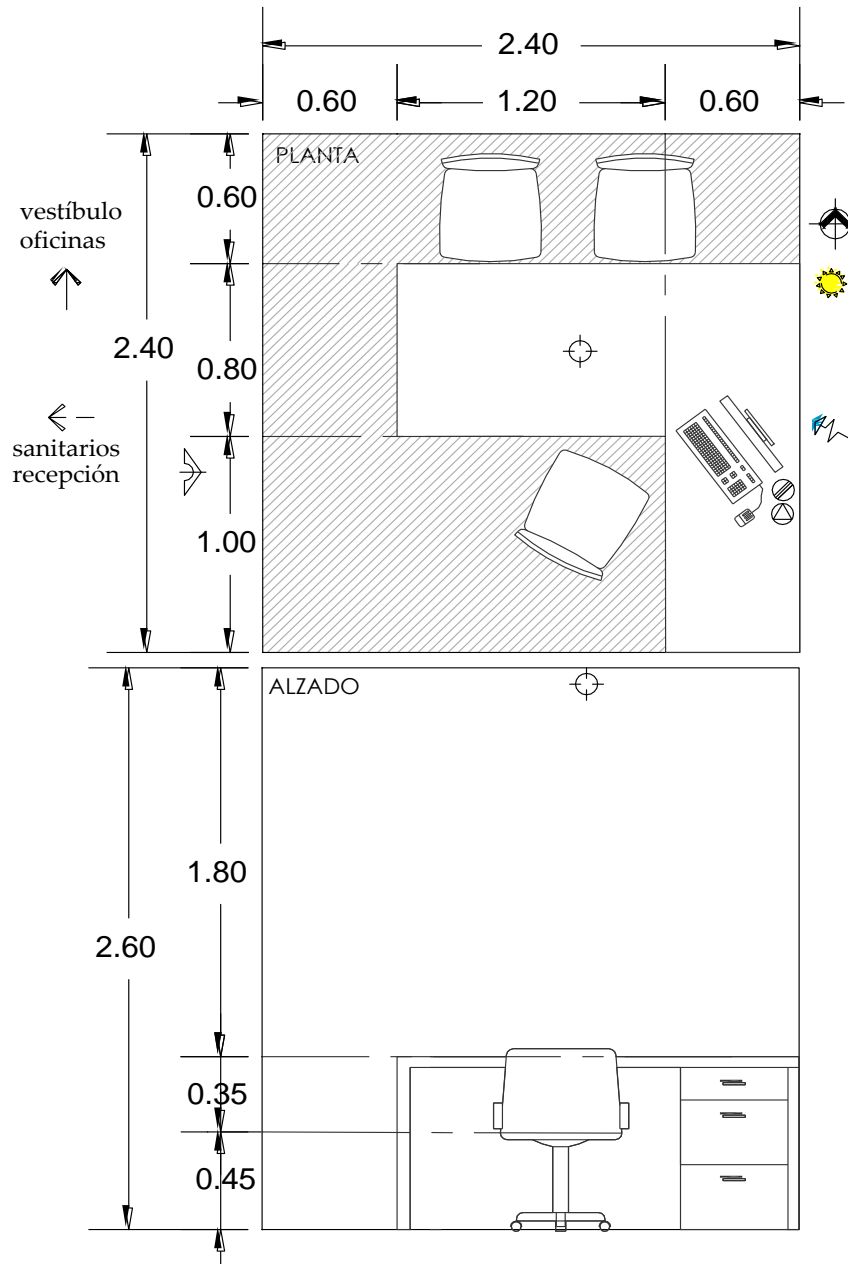 2.40
0.60
1.20
0.60
PLANTA
0.60
vestíbulo
oficinas
2.40
0.80
sanitarios
recepción
1.00
ALZADO
1.80
2.60
0.35
0.45